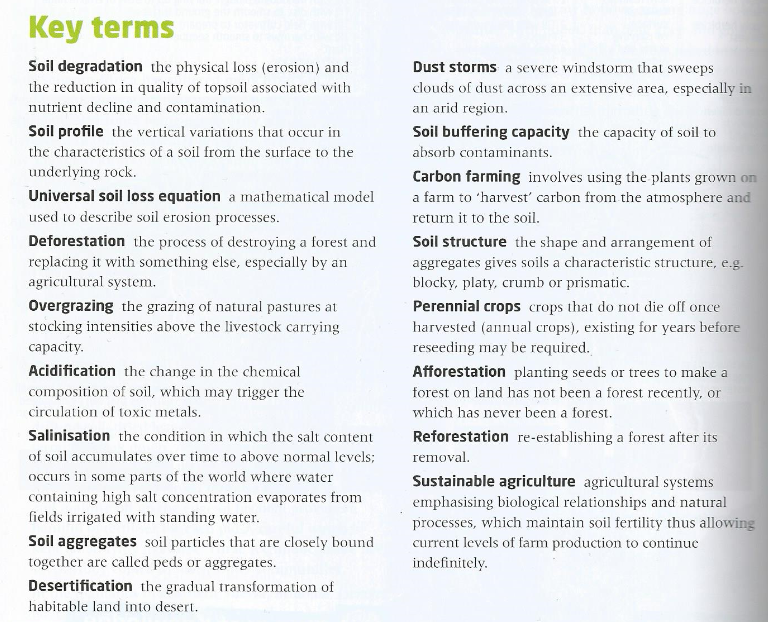 Key terms
Soil degradation the physical loss (erosion) and
the reduction in quality of topsoil associated with
nutrient decline and contamination.
Soil profile the vertical variations that occur in
the characteristics of a soil from the surface to the
underlying rock.
Universal soil loss equation a mathematical model
used to describe soil erosion processes.
Deforestation the process of destroying a forest and
replacing it with something else, especially by an
agricultural system.
Overgrazing the grazing of natural pastures at
stocking intensities above the livestock carrying
capacity.
Acidification the change in the chemical
composition of soil, which may trigger the
circulation of toxic metals.
Salinisation the condition in which the salt content
of soil accumulates over time to above normal levels;
occurs in some parts of the world where water
containing high salt concentration evaporates from
fields irrigated with standing water.
Soil aggregates soil particles that are closely bound
together are called peds or aggregates.
Desertification the gradual transformation of
habitable land into desert.
Dust storms a severe windstorm that sweeps
clouds of dust across an extensive area, especially in
an arid region.
Soil buffering capacity the capacity of soil to
absorb contaminants.
Carbon farming involves using the plants grown on
a farm to ‘harvest’ carbon from the atmosphere and
return it to the soil.
Soil structure the shape and arrangement of
aggregates gives soils a characteristic structure, e.g.
blocky, platy, crumb or prismatic.
Perennial crops crops that do not die off once
harvested (annual crops), existing for years before
reseeding may be required.
Afforestation planting seeds or trees to make a
forest on land has not been a forest recently, or
which has never been a forest.
Reforestation re-establishing a forest after its
removal.
Sustainable agriculture agricultural systems
emphasising biological relationships and natural
processes, which maintain soil fertility thus allowing
current levels of farm production to continue
indefinitely.